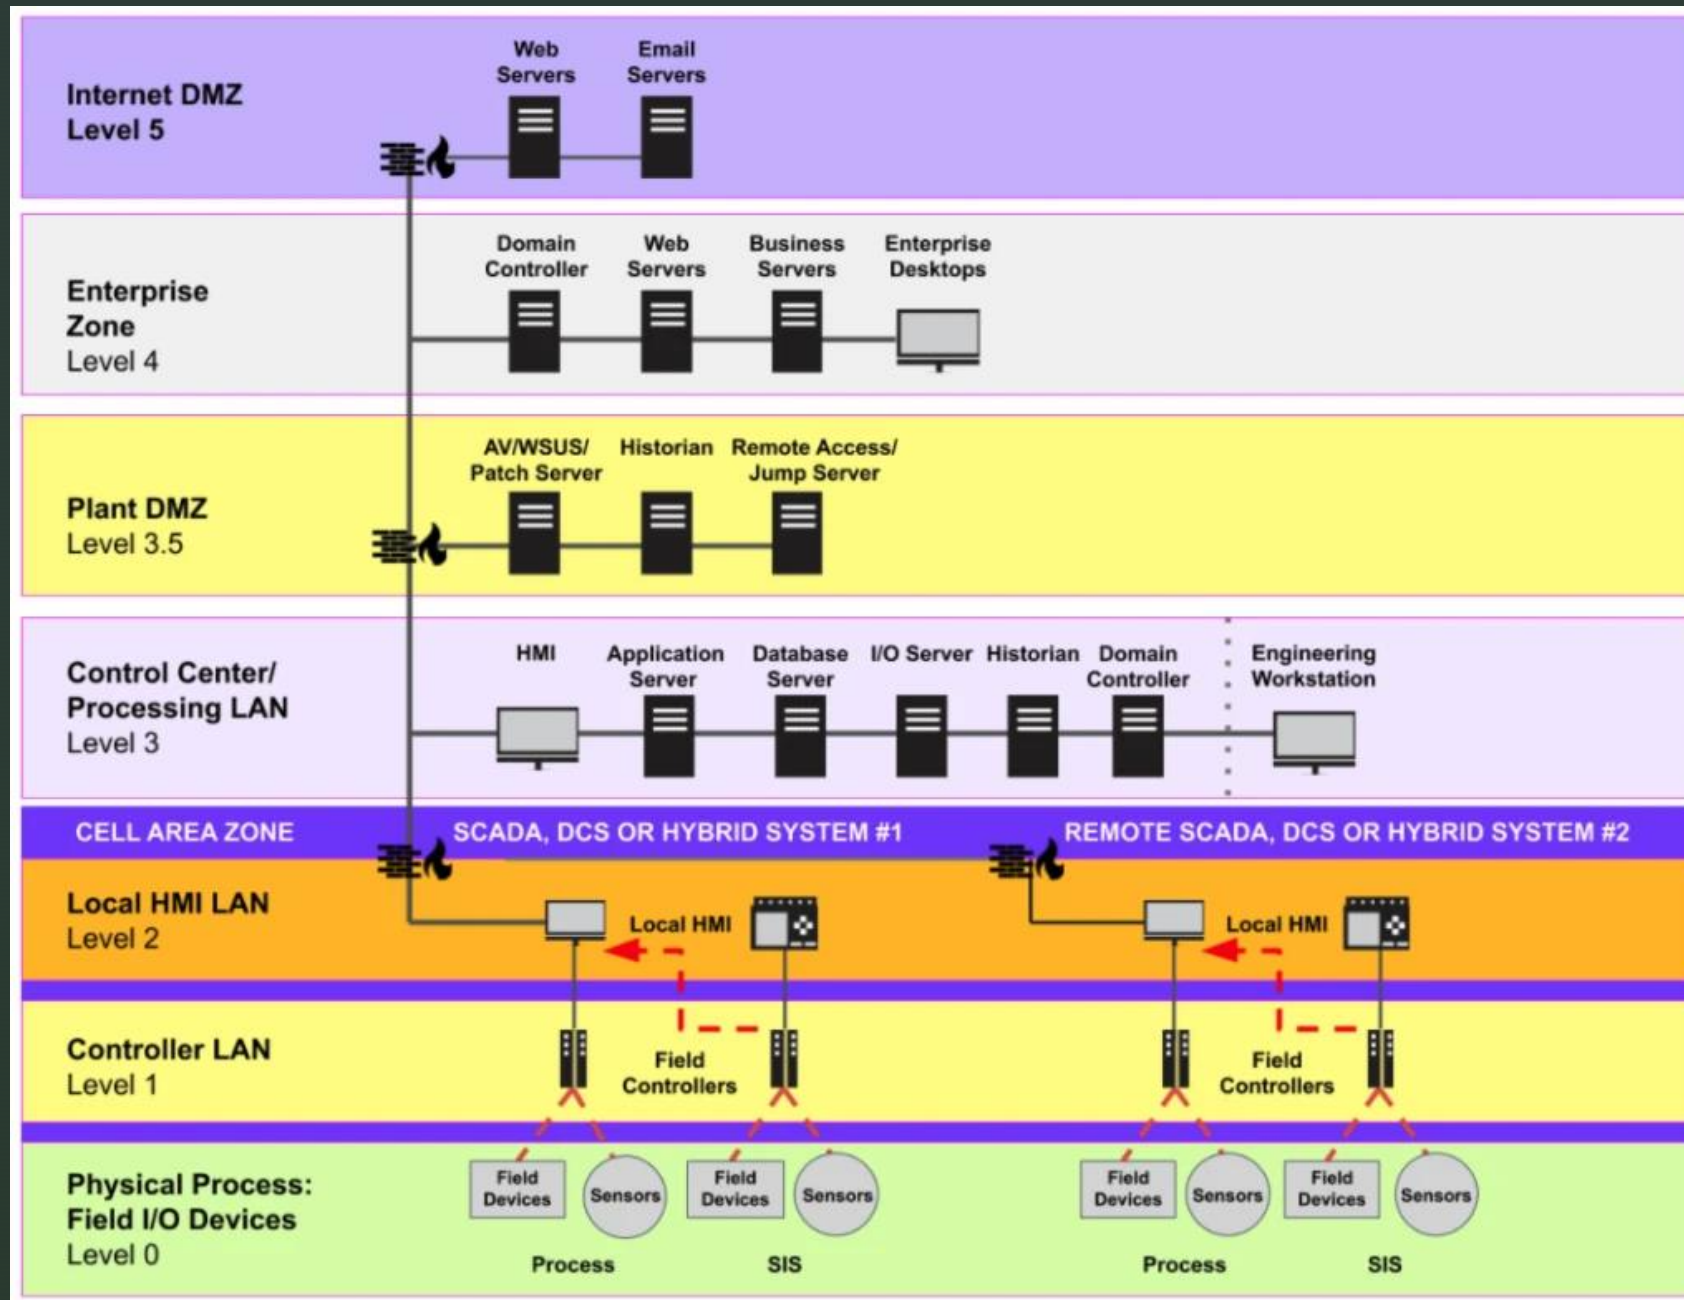 Web
Servers
Email
Servers
Internet DMZ
Level 5
Domain
Controller
Web
Servers
Business
Servers
Enterprise
Desktops
Enterprise
Zone
Level 4
AV/WSUS/
Patch Server
Historian
Remote Access/
Jump Server
Plant DMZ
Level 3.5
HMI
Application
Server
Database
Server
I/O Server
Historian
Domain
Controller
Engineering
Workstation
Control Center/
Processing LAN
Level 3
CELL AREA ZONE
SCADA, DCS OR HYBRID SYSTEM #1
REMOTE SCADA, DCS OR HYBRID SYSTEM #2
Local HMI LAN
Level 2
Local HMI
Local HMI
Controller LAN
Level 1
Field
Controllers
Field
Controllers
Physical Process:
Field I/O Devices
Level 0
Field
Devices
Sensors
Field
Devices
Sensors
Field
Devices
Sensors
Field
Devices
Sensors
Process
SIS
Process
SIS